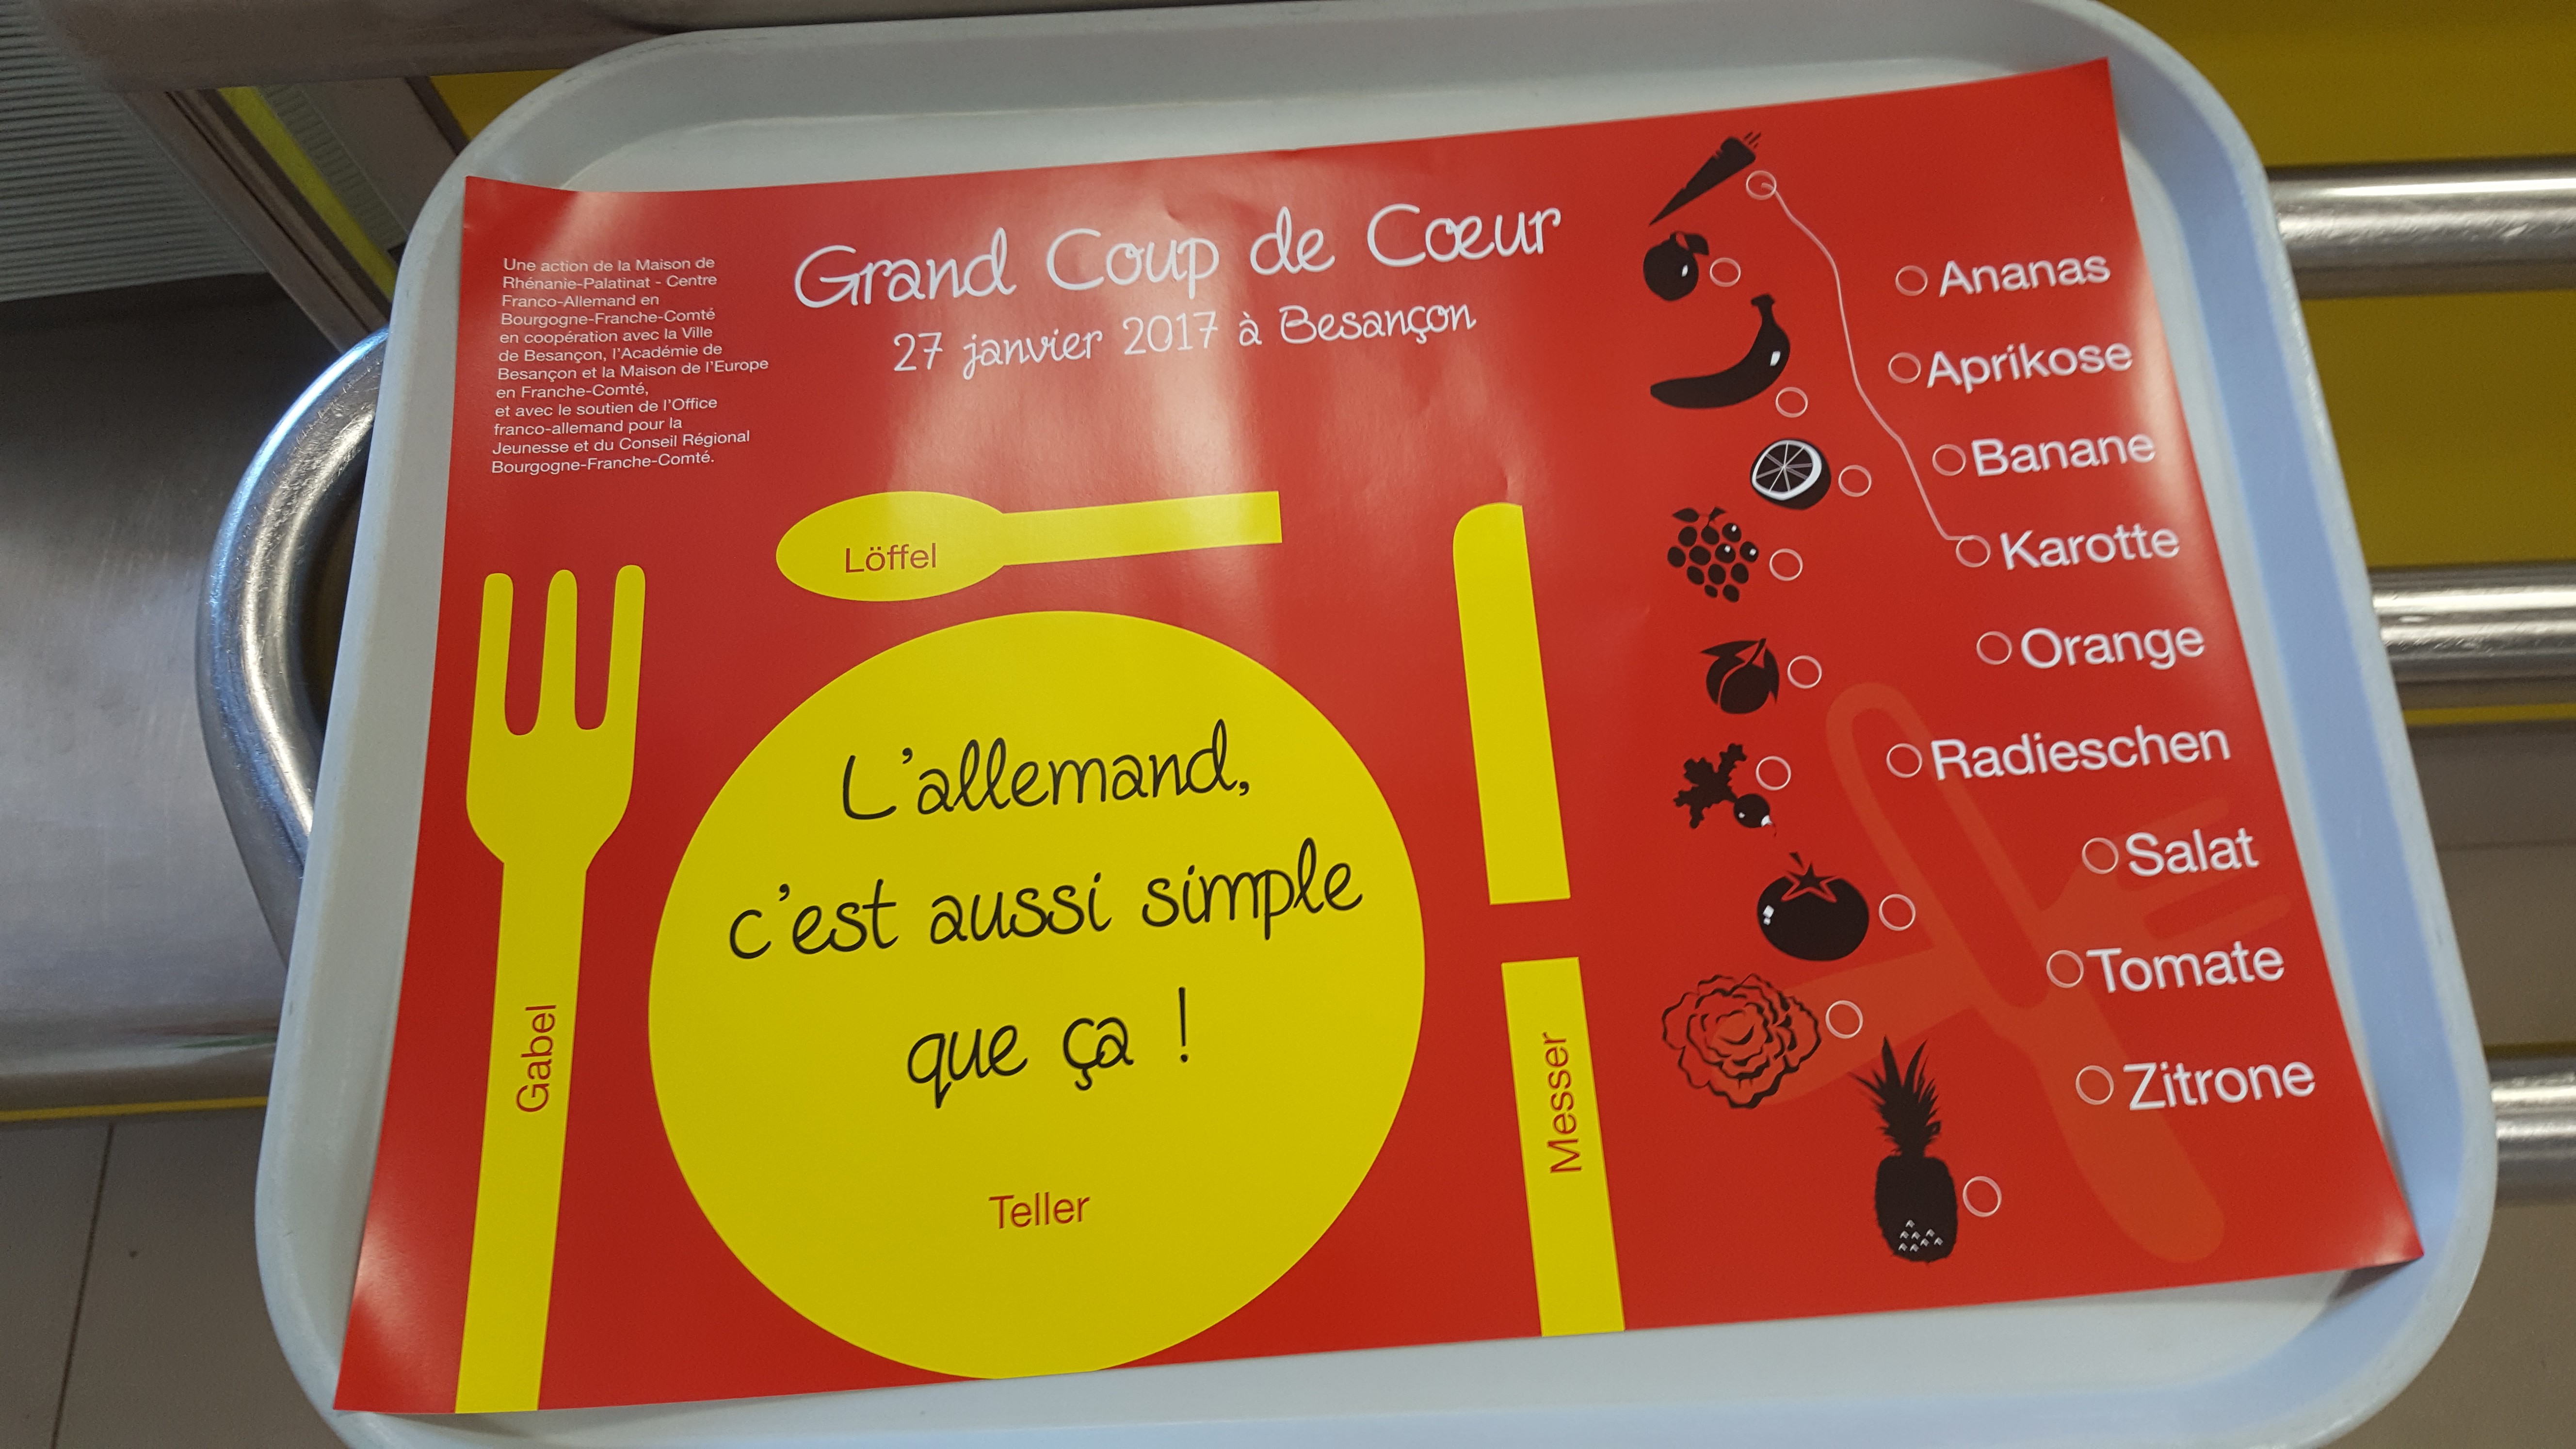 Une action de la Maison de
Rhénanie-Palatinat - Centre
Franco-Allemand en
Bourgogne-Franche-Comté
en coopération avec la Ville
de Besançon, l'Académie de
Besançon et la Maison de l'Europe
en Franche-Comté,
et avec le soutien de l'Office
franco-allemand pour la
Jeunesse et du Conseil Régional
Bourgogne-Franche-Comté.
Grand Coup de Cœur
27 janvier 2017 à Besançon
Löffel
Gabel
L'allemand,
c'est aussi simple
que ça !
Teller
Messer
Ananas
Aprikose
Banane
Karotte
Orange
Radieschen
Salat
Tomate
Zitrone